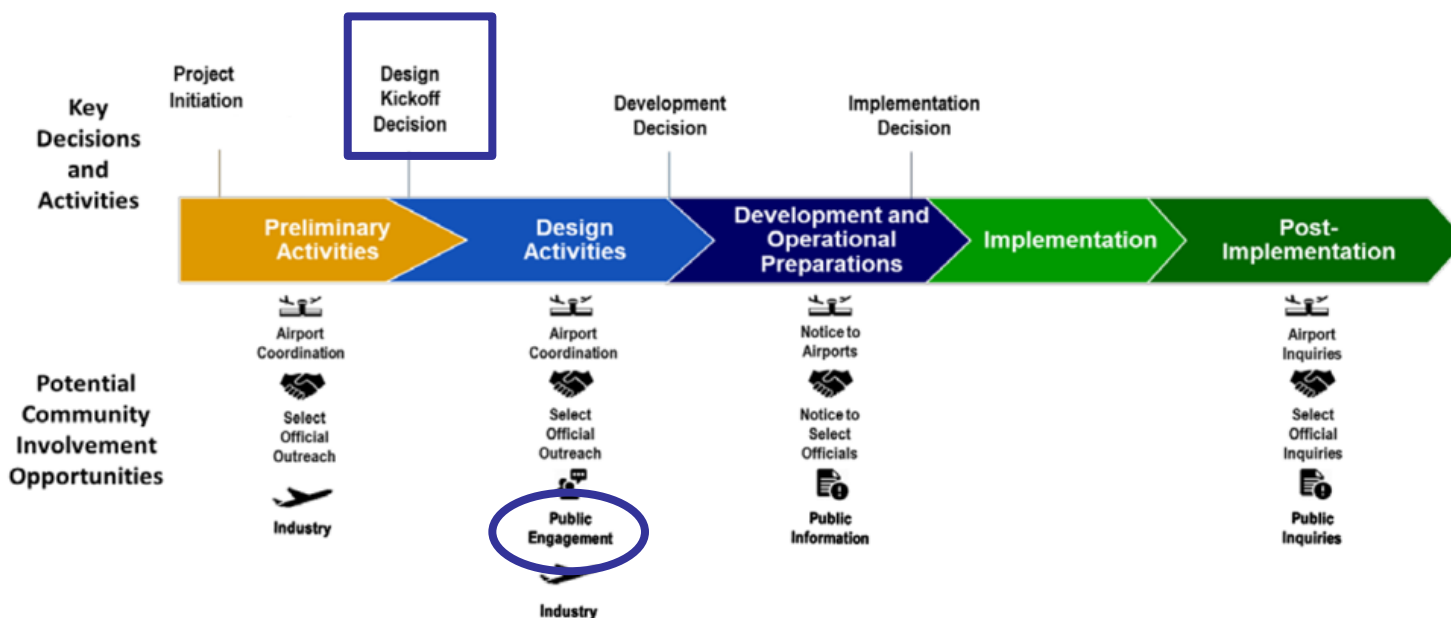 Key
Decisions
and
Activities
Project
Initiation
Design
Kickoff
Decision
Development
Decision
Implementation
Decision
Preliminary
Activities
Design
Activities
Development and
Operational
Preparations
Implementation
Post-
Implementation
Potential
Community
Involvement
Opportunities
Airport
Coordination
Select
Official
Outreach
Industry
Airport
Coordination
Select
Official
Outreach
Public
Engagement
Industry
Notice to
Airports
Notice to
Select
Officials
Public
Information
Airport
Inquiries
Select
Official
Inquiries
Public
Inquiries